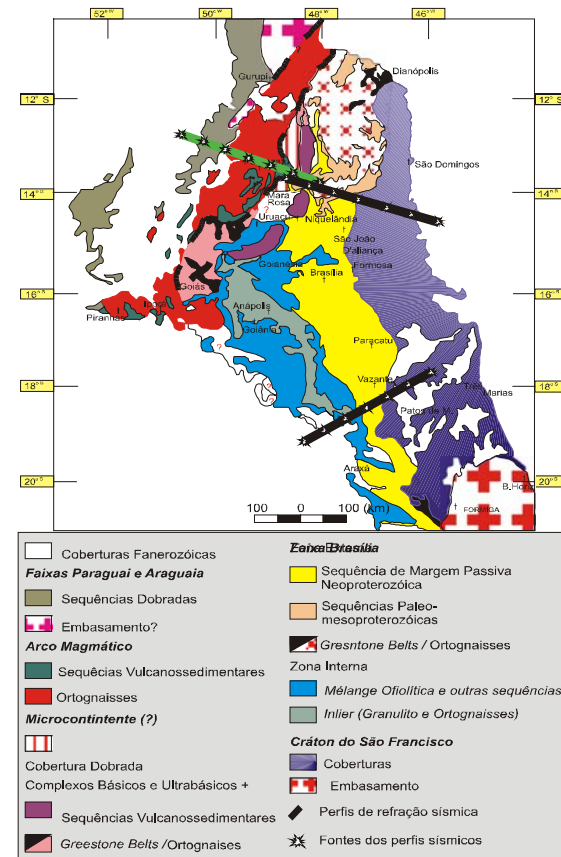 52°W 50°W 48°W 46°W
Gurupi
Dianópolis
12° S 12° S
São Domingos
14°S 14°S
Mara
Rosa
?
Uruaçu
Niquelândia
São João
D'aliança
Goianésia
Formosa
Brasília
Goiás
16°S 16°S
Iporá
Anápolis
Piranhas
Goiânia
?
Paracatu
?
Vazante
18°S 18°S
Três
Marias
?
Patos de M.
Araxá
20°S 20°S
B.Horiz
FORMIGA
100 0 100 (km)
Coberturas Fanerozóicas
Faixas Paraguai e Araguaia
Sequências Dobradas
Embasamento?
Arco Magmático
Sequêcias Vulcanossedimentares
Ortognaisses
Microcontintente (?)
Cobertura Dobrada
Complexos Básicos e Ultrabásicos +
Sequências Vulcanossedimentares
Greestone Belts /Ortognaises
Faixa Brasília
Sequência de Margem Passiva
Neoproterozóica
Sequências Paleo-
mesoproterozóicas
Gresntone Belts / Ortognaisses
Zona Interna
Mélange Ofiolítica e outras sequências
Inlier (Granulito e Ortognaisses)
Cráton do São Francisco
Coberturas
Embasamento
Perfis de refração sísmica
Fontes dos perfis sísmicos